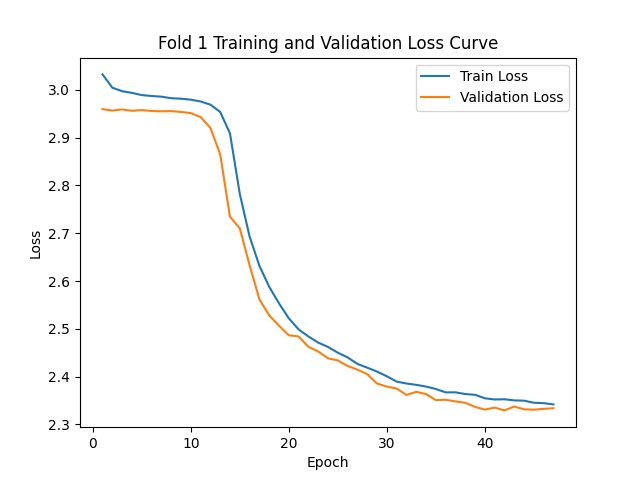 Fold 1 Training and Validation Loss Curve
Train Loss
Validation Loss
3.0
2.9
2.8
2.7
2.6
2.5
2.4
2.3
Loss
0 10 20 30 40
Epoch